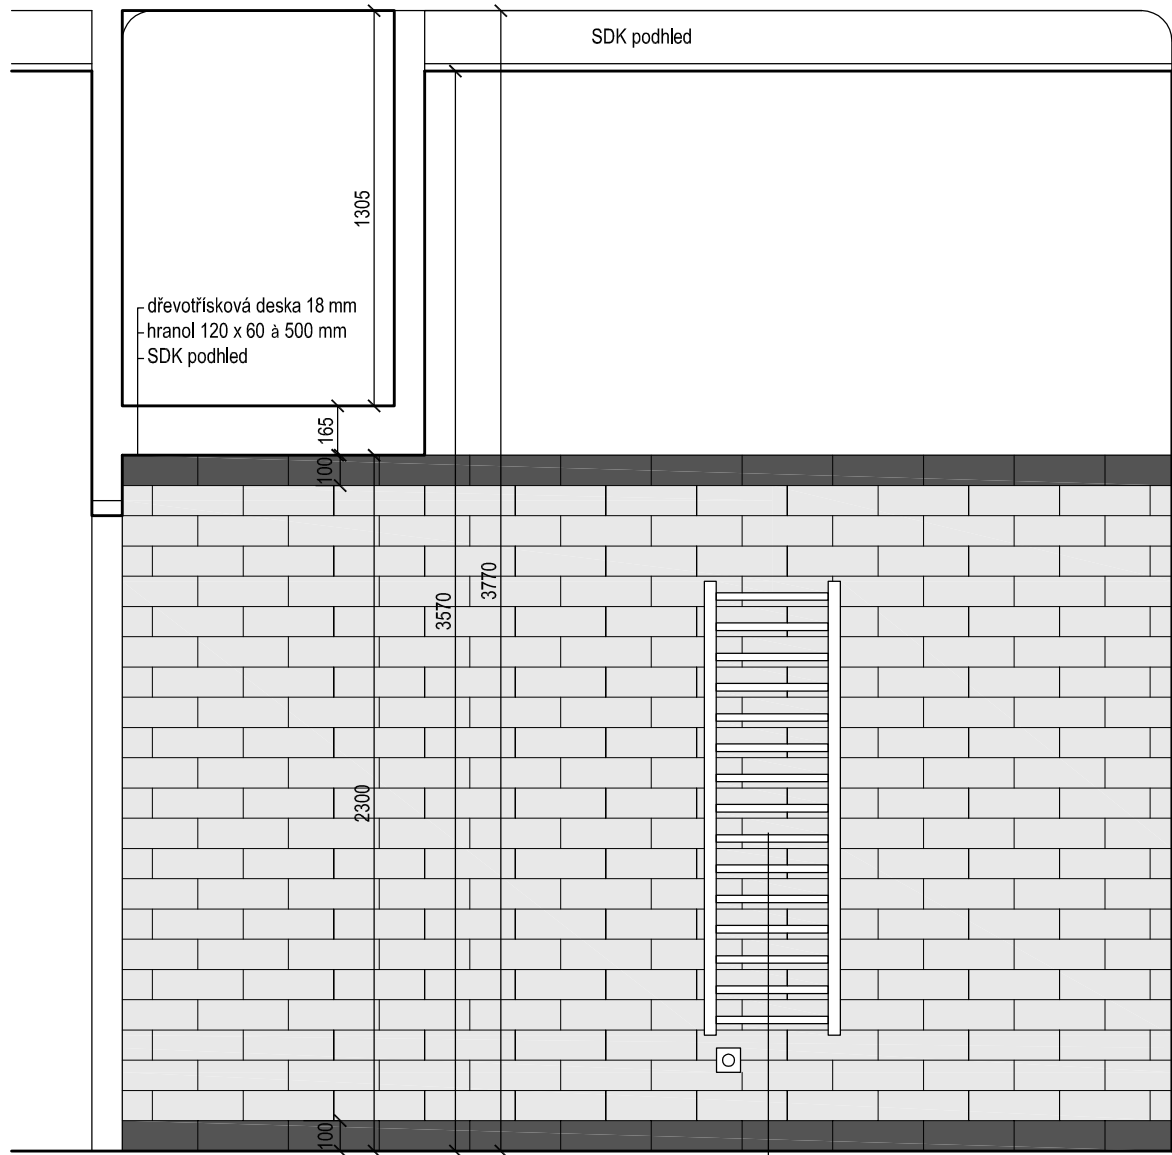 SDK podhled
1305
dřevotřísková deska 18 mm
hranol 120 x 60 à 500 mm
SDK podhled
165
100
3770
3570
2300
100